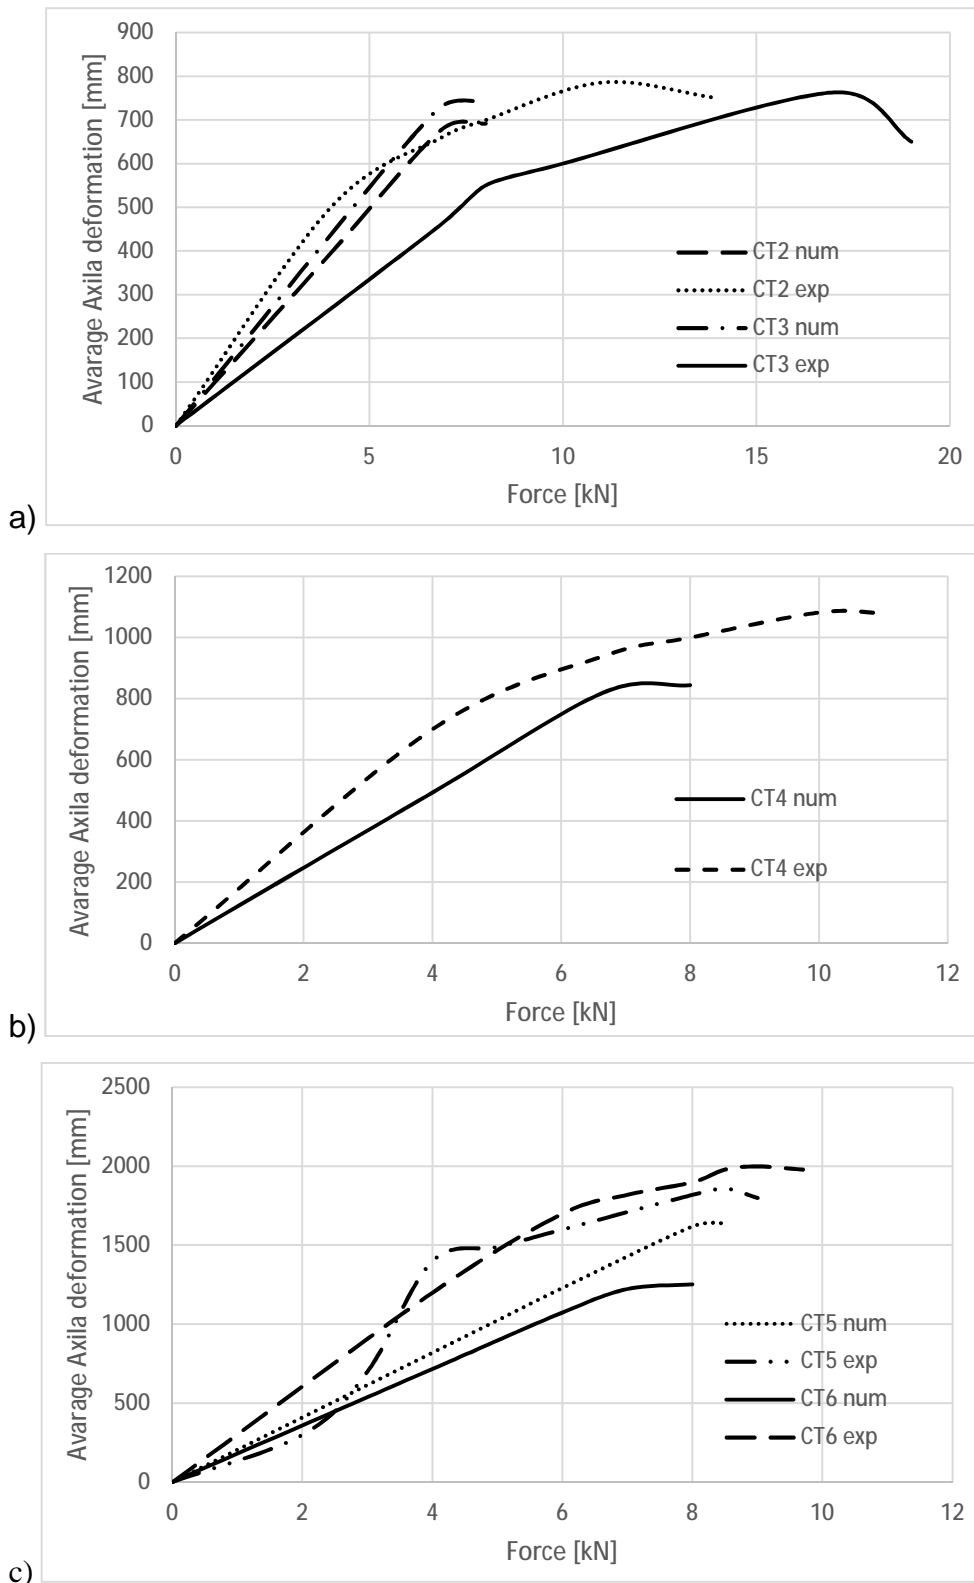 Avarage Axila deformation [mm]
900
800
700
600
500
400
300
200
100
0
CT2 num
CT2 exp
CT3 num
CT3 exp
0 5 10 15 20
Force [kN]
a)
Avarage Axila deformation [mm]
1200
1000
800
600
400
200
0
CT4 num
CT4 exp
0 2 4 6 8 10 12
Force [kN]
b)
Avarage Axila deformation [mm]
2500
2000
1500
1000
500
0
CT5 num
CT5 exp
CT6 num
CT6 exp
0 2 4 6 8 10 12
Force [kN]
c)